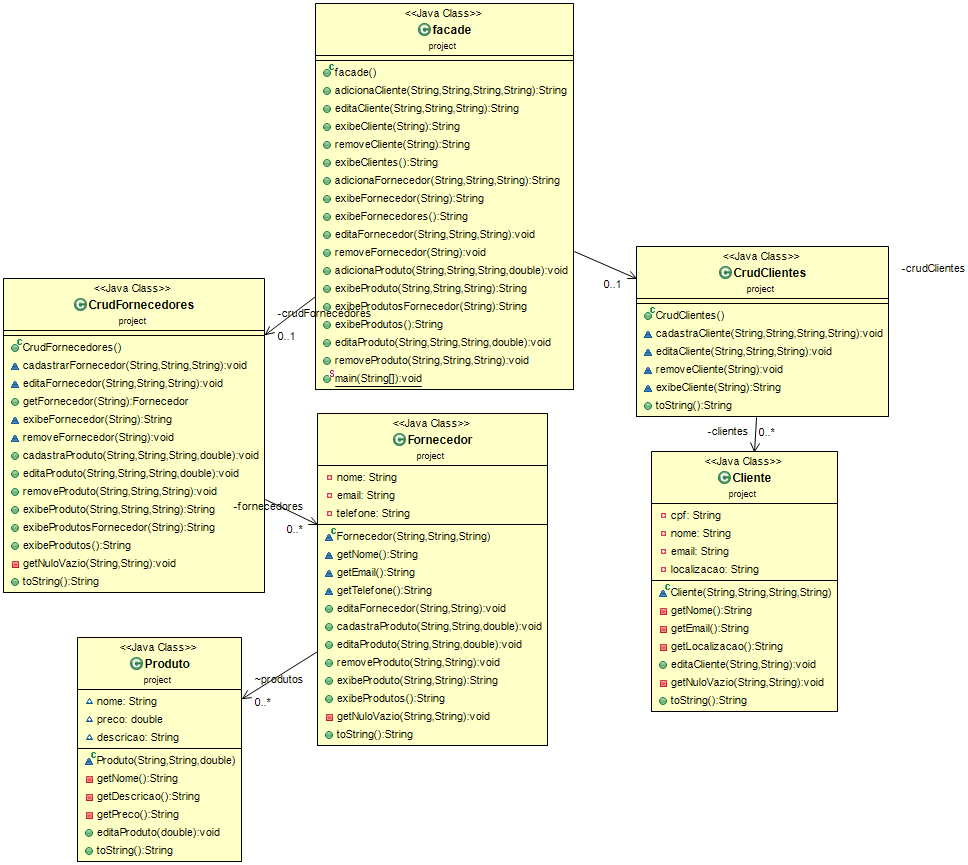 <<Java Class>>
facade
project
facade()
adicionaCliente(String,String,String,String):String
editaCliente(String,String,String):String
exibeCliente(String):String
removeCliente(String):String
exibeClientes():String
adicionaFornecedor(String,String,String):String
exibeFornecedor(String):String
exibeFornecedores():String
editaFornecedor(String,String,String):void
removeFornecedor(String):void
adicionaProduto(String,String,String,double):void
exibeProduto(String,String,String):String
exibeProdutosFornecedor(String):String
exibeProdutos():String
editaProduto(String,String,String,double):void
removeProduto(String,String,String):void
main(String[]):void
-crudFornecedores
0..1
0..1
-crudClientes
<<Java Class>>
CrudFornecedores
project
CrudFornecedores()
cadastrarFornecedor(String,String,String):void
editaFornecedor(String,String,String):void
getFornecedor(String):Fornecedor
exibeFornecedor(String):String
removeFornecedor(String):void
cadastraProduto(String,String,String,double):void
editaProduto(String,String,String,double):void
removeProduto(String,String,String):void
exibeProduto(String,String,String):String
exibeProdutosFornecedor(String):String
exibeProdutos():String
getNuloVazio(String,String):void
toString():String
-fornecedores
0..*
<<Java Class>>
CrudClientes
project
CrudClientes()
cadastraCliente(String,String,String,String):void
editaCliente(String,String,String):void
removeCliente(String):void
exibeCliente(String):String
toString():String
-clientes
0..*
<<Java Class>>
Fornecedor
project
nome: String
email: String
telefone: String
Fornecedor(String,String,String)
getNome():String
getEmail():String
getTelefone():String
editaFornecedor(String,String):void
cadastraProduto(String,String,double):void
editaProduto(String,String,double):void
removeProduto(String,String):void
exibeProduto(String,String):String
exibeProdutos():String
getNuloVazio(String,String):void
toString():String
~produtos
0..*
<<Java Class>>
Cliente
project
cpf: String
nome: String
email: String
localizacao: String
Cliente(String,String,String,String)
getNome():String
getEmail():String
getLocalizacao():String
editaCliente(String,String):void
getNuloVazio(String,String):void
toString():String
<<Java Class>>
Produto
project
nome: String
preco: double
descricao: String
Produto(String,String,double)
getNome():String
getDescricao():String
getPreco():String
editaProduto(double):void
toString():String